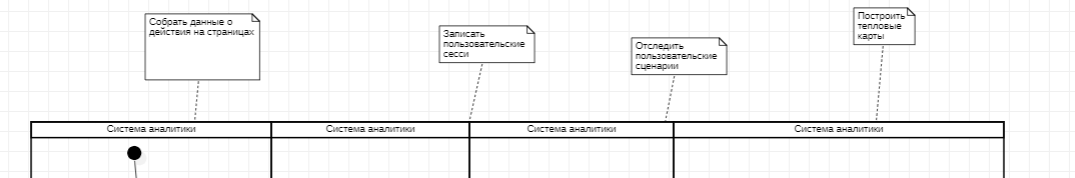 Собрать данные о
действия на страницах
Записать
пользовательские
сесси
Отследить
пользовательские
сценарии
Построить
тепловые
карты
Система аналитики
Система аналитики
Система аналитики
Система аналитики